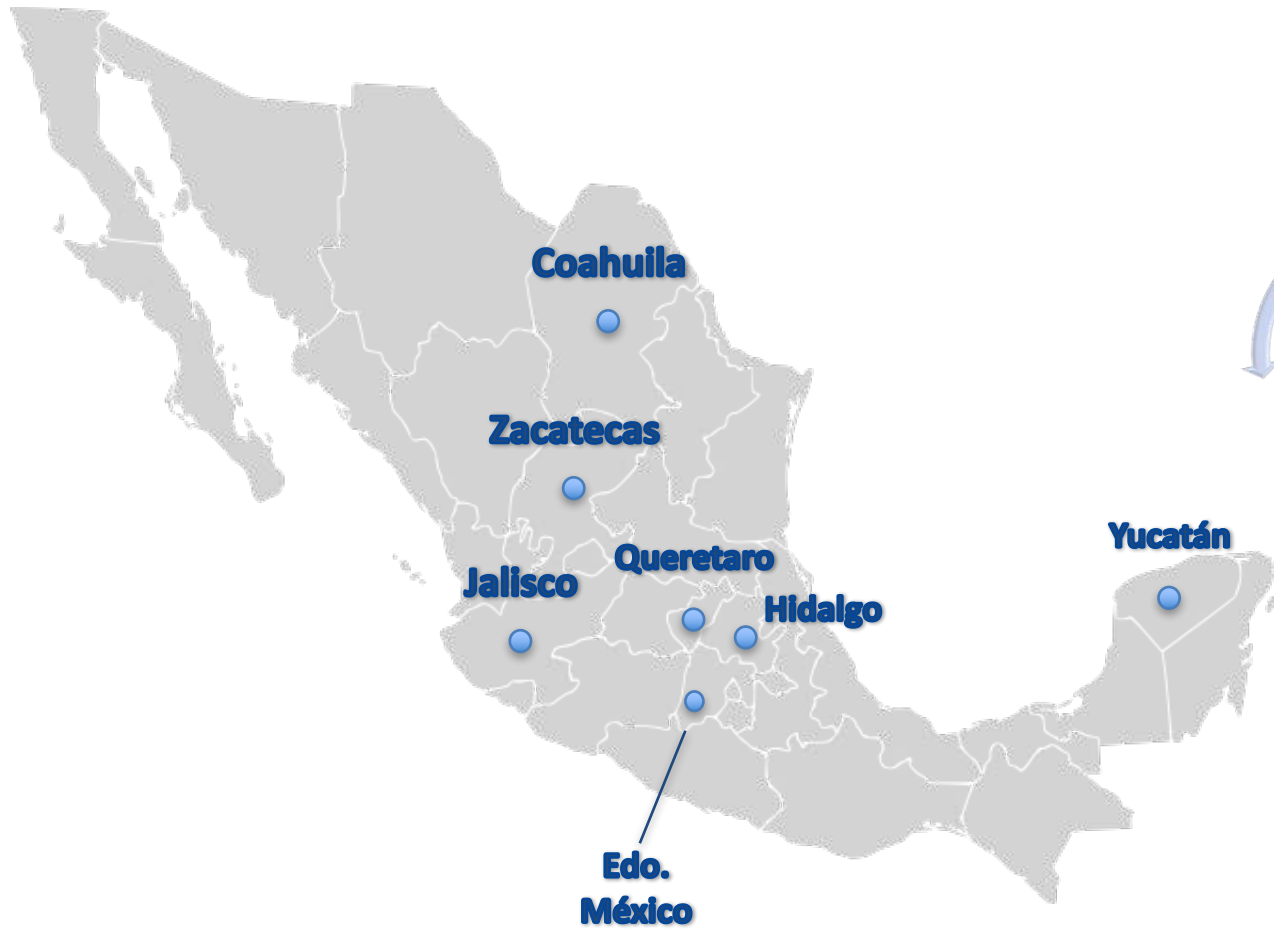 Coahuila
Zacatecas
Yucatán
Queretaro
Jalisco
Hidalgo
Edo.
México